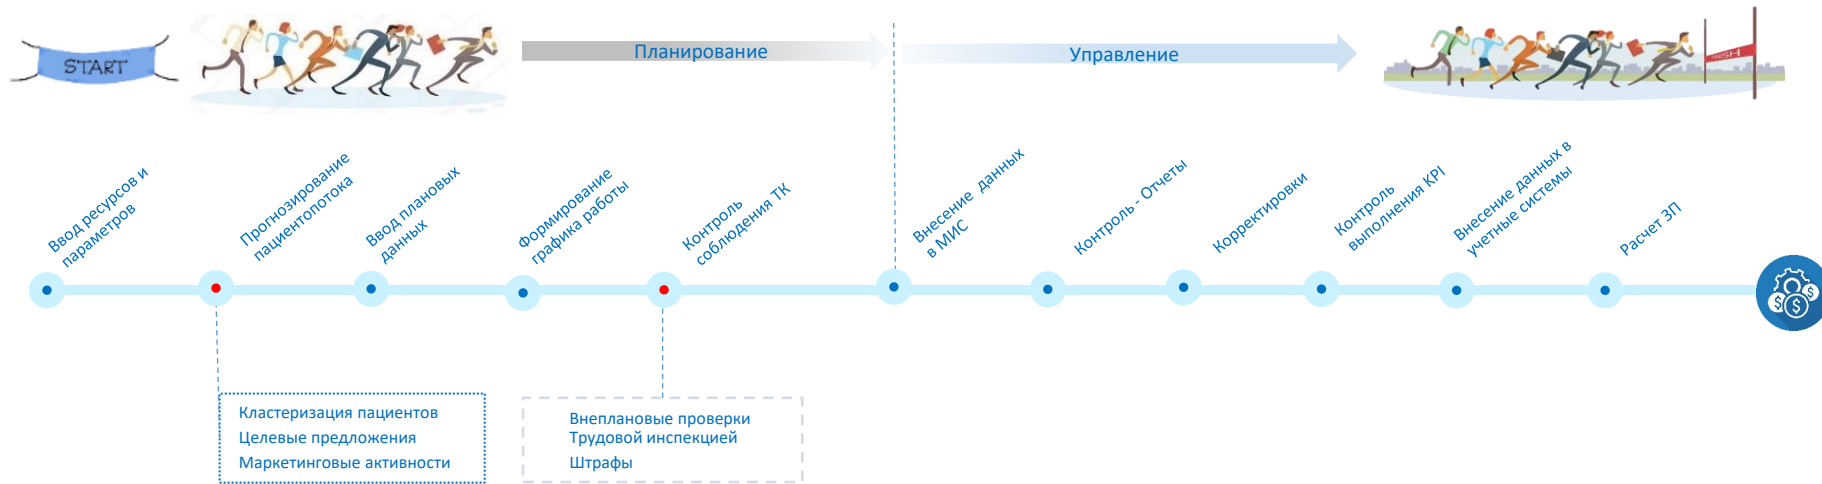 START
Планирование
Управление
FINISH
Ввод ресурсов и
параметров
Прогнозирование
пациентопотока
Ввод плановых
данных
Формирование
графика работы
Контроль
соблюдения ТК
Внесение данных
в МИС
Контроль - Отчеты
Корректировки
Контроль
выполнения KPI
Внесение данных в
учетные системы
Расчет ЗП
$
$
$
Кластеризация пациентов
Целевые предложения
Маркетинговые активности
Внеплановые проверки
Трудовой инспекцией
Штрафы